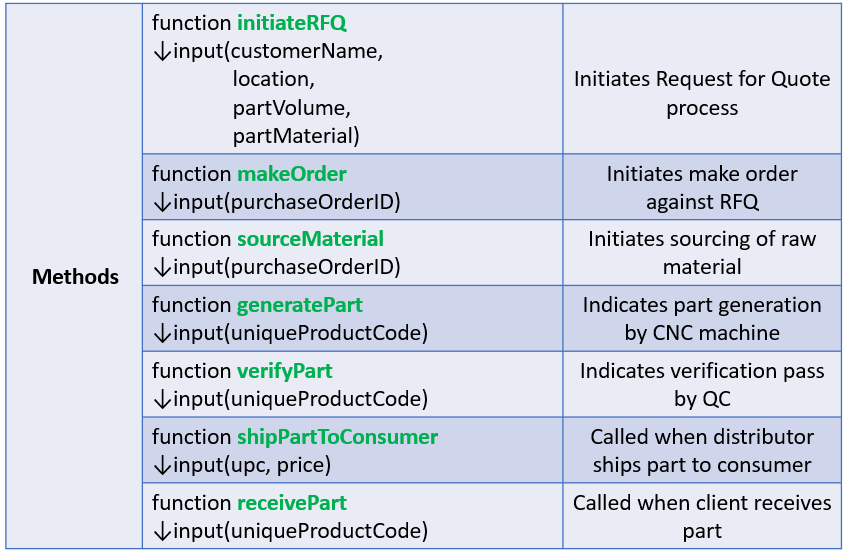 Methods
function initiateRFQ
↓input(customerName,
location,
partVolume,
partMaterial)
Initiates Request for Quote
process
function makeOrder
↓input(purchaseOrderID)
Initiates make order
against RFQ
function sourceMaterial
↓input(purchaseOrderID)
Initiates sourcing of raw
material
function generatePart
↓input(uniqueProductCode)
Indicates part generation
by CNC machine
function verifyPart
↓input(uniqueProductCode)
Indicates verification pass
by QC
function shipPartToConsumer
↓input(upc, price)
Called when distributor
ships part to consumer
function receivePart
↓input(uniqueProductCode)
Called when client receives
part